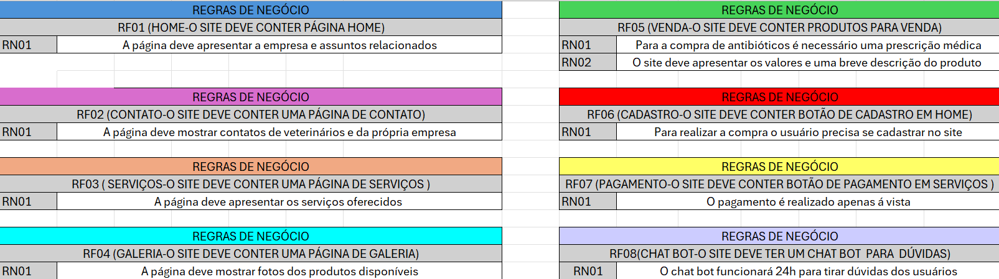 REGRAS DE NEGÓCIO
RF01 (HOME-O SITE DEVE CONTER PÁGINA HOME)
RN01 A página deve apresentar a empresa e assuntos relacionados
REGRAS DE NEGÓCIO
RF02 (CONTATO-O SITE DEVE CONTER UMA PÁGINA DE CONTATO)
RN01 A página deve mostrar contatos de veterinários e da própria empresa
REGRAS DE NEGÓCIO
RF03 ( SERVIÇOS-O SITE DEVE CONTER UMA PÁGINA DE SERVIÇOS )
RN01 A página deve apresentar os serviços oferecidos
REGRAS DE NEGÓCIO
RF04 (GALERIA-O SITE DEVE CONTER UMA PÁGINA DE GALERIA)
RN01 A página deve mostrar fotos dos produtos disponíveis
REGRAS DE NEGÓCIO
RF05 (VENDA-O SITE DEVE CONTER PRODUTOS PARA VENDA)
RN01 Para a compra de antibióticos é necessário uma prescrição médica
RN02 O site deve apresentar os valores e uma breve descrição do produto
REGRAS DE NEGÓCIO
RF06 (CADASTRO-O SITE DEVE CONTER BOTÃO DE CADASTRO EM HOME)
RN01 Para realizar a compra o usuário precisa se cadastrar no site
REGRAS DE NEGÓCIO
RF07 (PAGAMENTO-O SITE DEVE CONTER BOTÃO DE PAGAMENTO EM SERVIÇOS )
RN01 O pagamento é realizado apenas á vista
REGRAS DE NEGÓCIO
RF08(CHAT BOT-O SITE DEVE TER UM CHAT BOT  PARA  DÚVIDAS)
RN01 O chat bot funcionará 24h para tirar dúvidas dos usuários